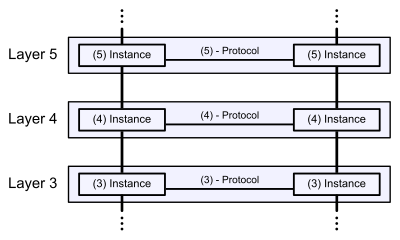 Layer 5
(5) Instance
(5) - Protocol
(5) Instance
Layer 4
(4) Instance
(4) - Protocol
(4) Instance
Layer 3
(3) Instance
(3) - Protocol
(3) Instance